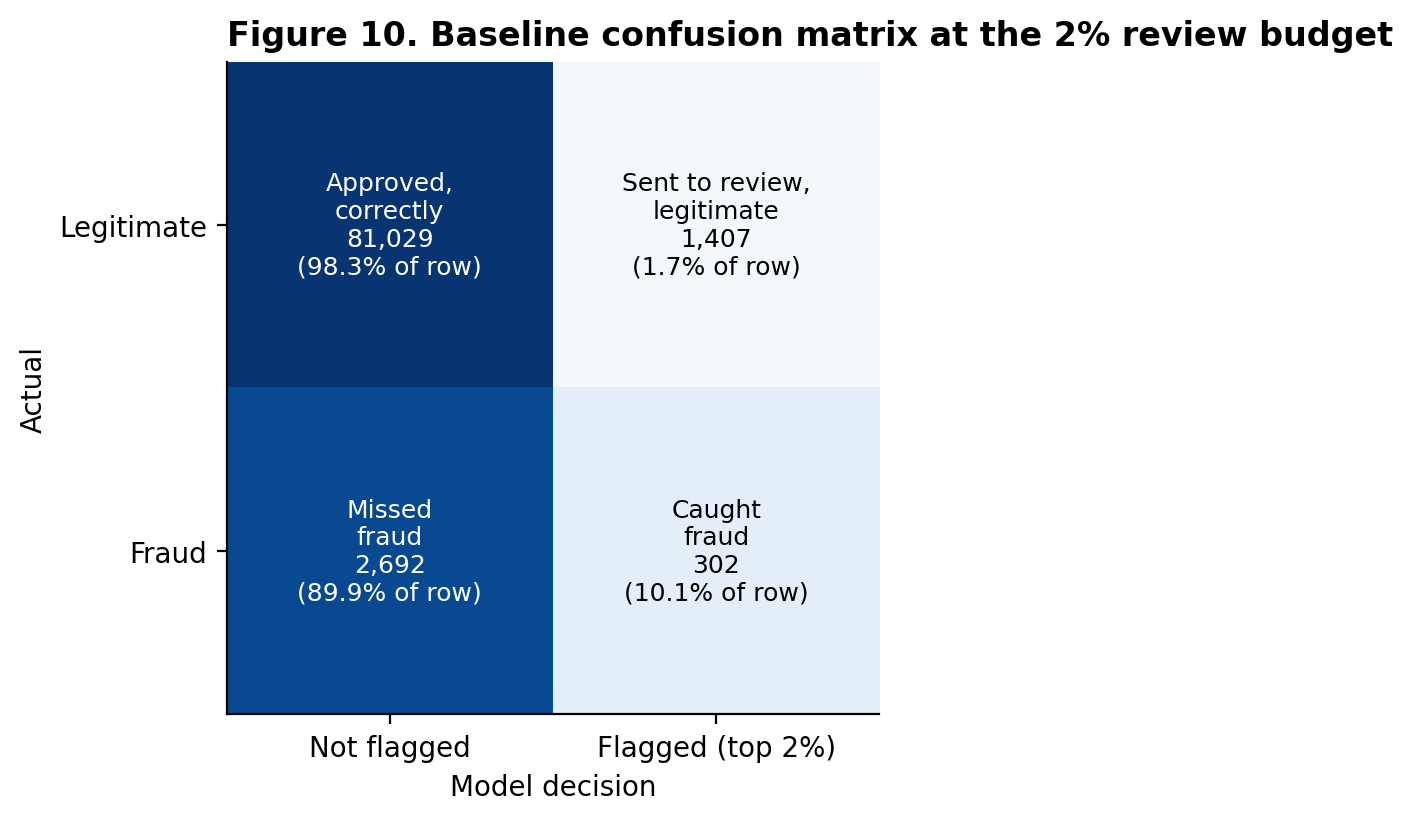 Figure 10. Baseline confusion matrix at the 2% review budget
Approved,
correctly
81,029
(98.3% of row)
Sent to review,
legitimate
1,407
(1.7% of row)
Legitimate
Actual
Missed
fraud
2,692
(89.9% of row)
Caught
fraud
302
(10.1% of row)
Fraud
Not flagged
Flagged (top 2%)
Model decision